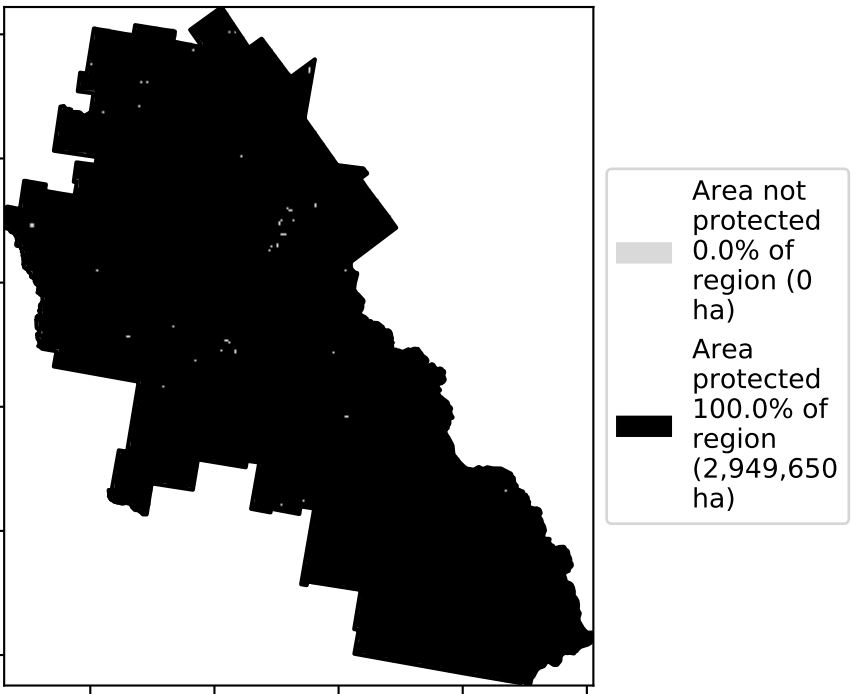 Area not
protected
0.0% of
region (0
ha)
Area
protected
100.0% of
region
(2,949,650
ha)